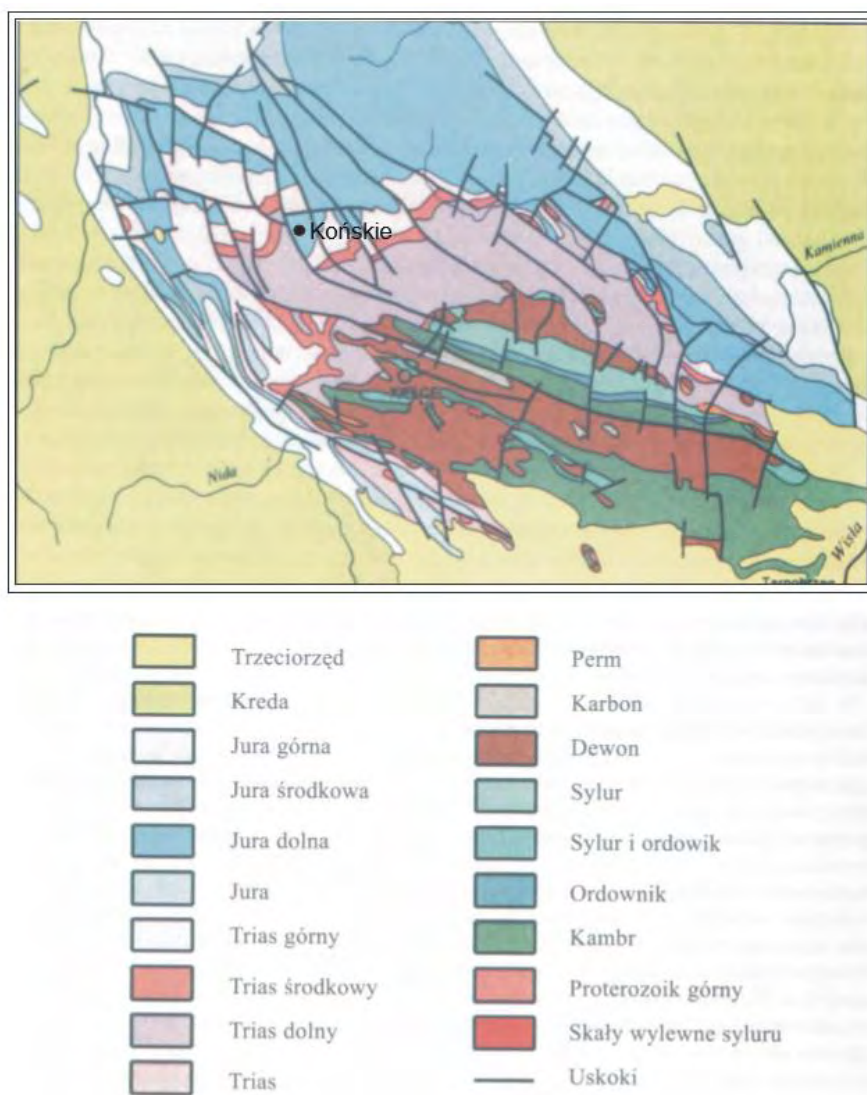 Końskie
Kamienna
Nida
Wisła
Trzeciorzęd
Kreda
Jura górna
Jura środkowa
Jura dolna
Jura
Trias górny
Trias środkowy
Trias dolny
Trias
Perm
Karbon
Dewon
Sylur
Sylur i ordowik
Ordownik
Kambr
Proterozoik górny
Skały wylewne syluru
Uskoki